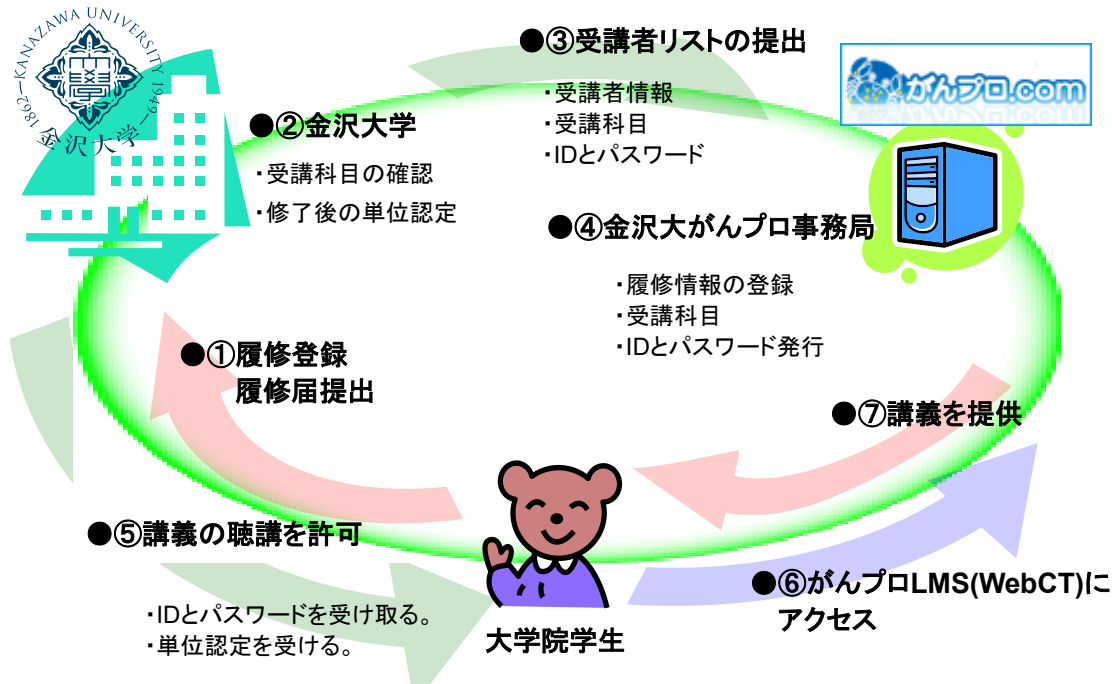 1862―KANAZAWA UNIVERSITY 1949―
大學
金沢大学
●③受講者リストの提出
・受講者情報
・受講科目
・IDとパスワード
がんプロ.com
●②金沢大学
・受講科目の確認
・修了後の単位認定
●④金沢大がんプロ事務局
・履修情報の登録
・受講科目
・IDとパスワード発行
●①履修登録
履修届提出
●⑦講義を提供
●⑤講義の聴講を許可
・IDとパスワードを受け取る。
・単位認定を受ける。
大学院学生
●⑥がんプロLMS(WebCT)に
アクセス